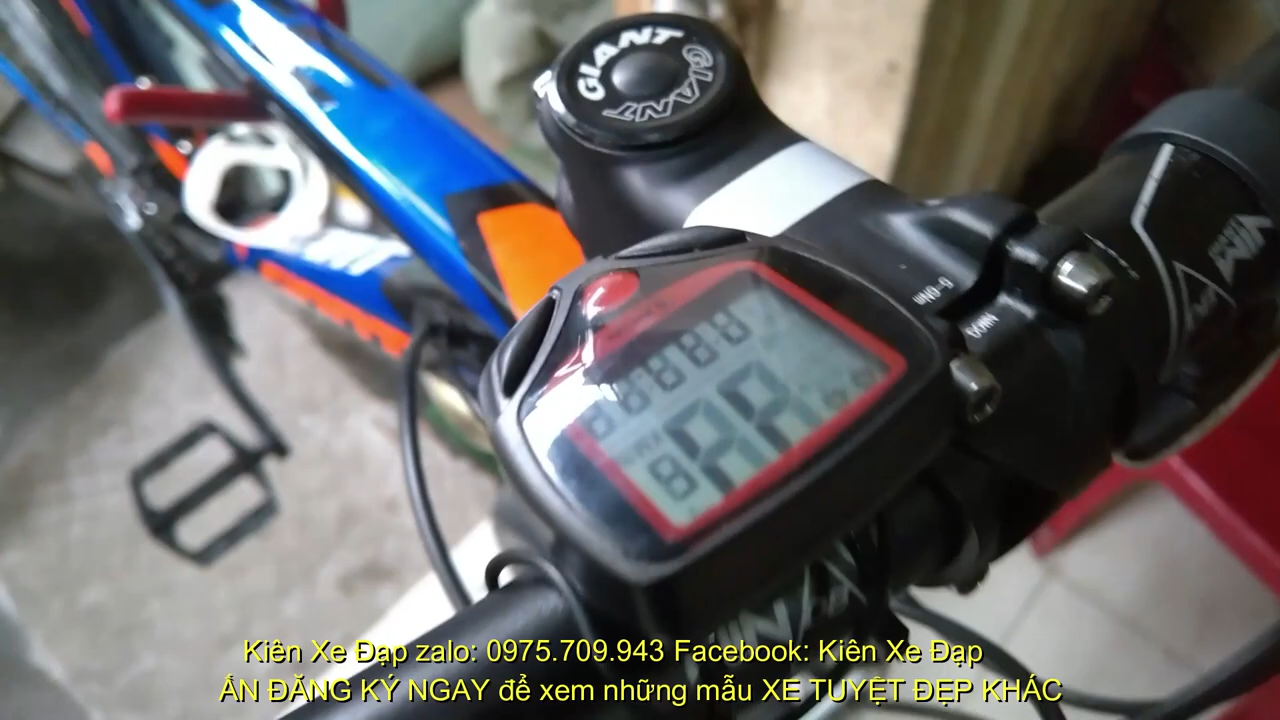 GIANT
GIANT
DOWN
Kiên Xe Đạp zalo: 0975.709.943 Facebook: Kiên Xe Đạp
ẤN ĐĂNG KÝ NGAY để xem những mẫu XE TUYỆT ĐẸP KHÁC